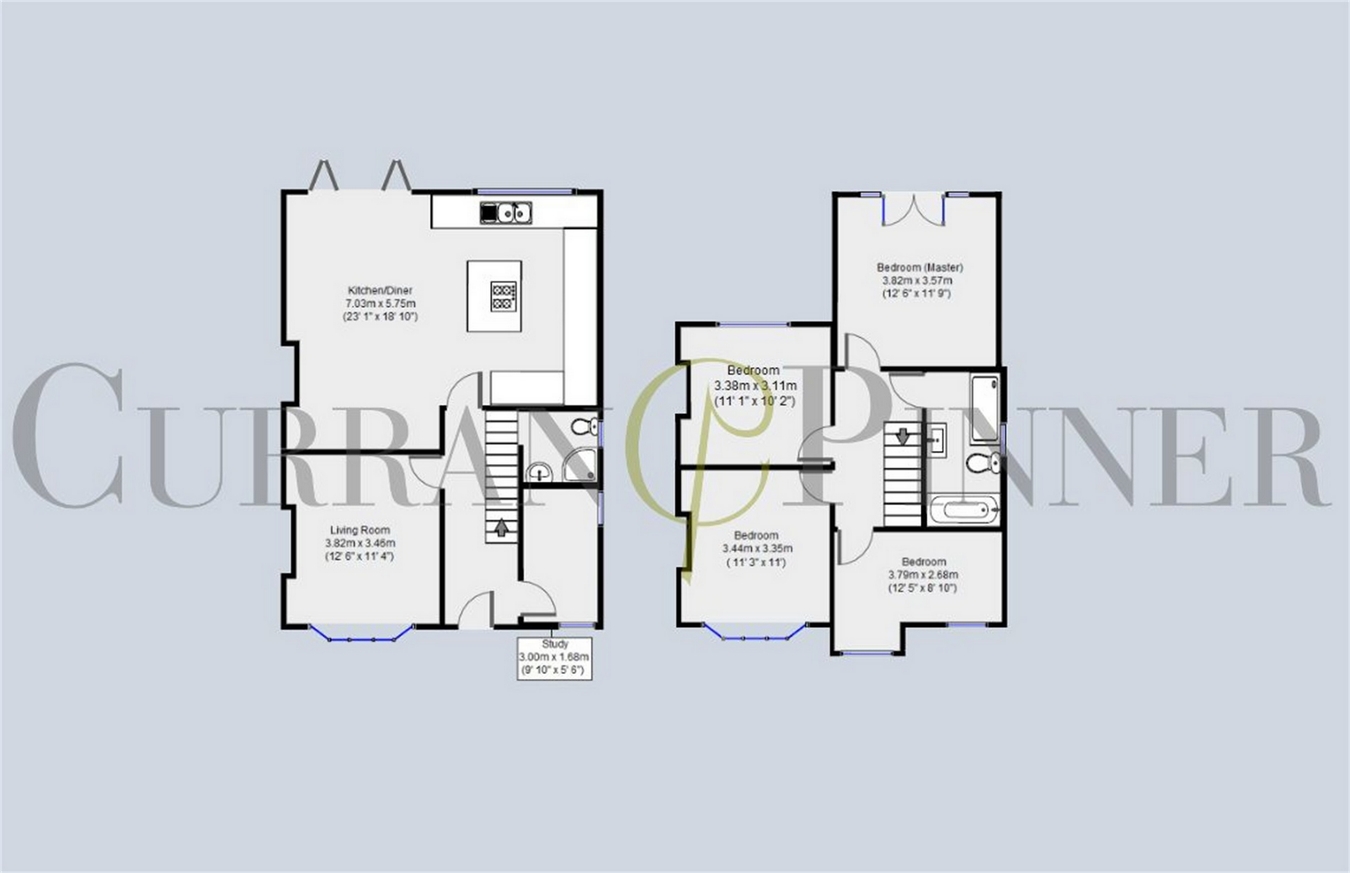 Kitchen/Diner
7.03m x 5.75m
(23' 1" x 18' 10")
Living Room
3.82m x 3.46m
(12' 6" x 11' 4")
Study
3.00m x 1.68m
(9' 10" x 5' 6")
Bedroom (Master)
3.82m x 3.57m
(12' 6" x 11' 9")
Bedroom
3.38m x 3.11m
(11' 1" x 10' 2")
Bedroom
3.44m x 3.35m
( 11' 3" x 11')
Bedroom
3.79m x 2.68m
(12' 5" x 8' 10")
CURRAN CP PINNER